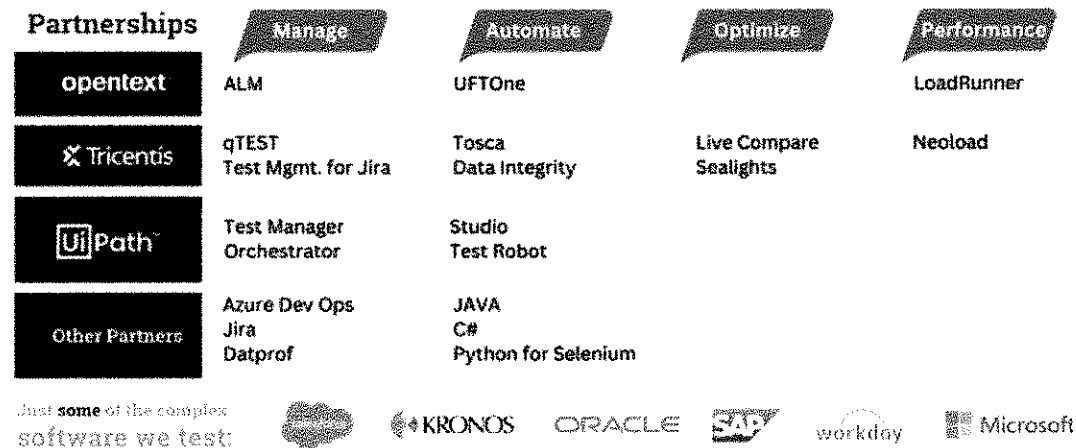 Partnerships Manage Automate Optimize Performance
opentext ALM UFTOne LoadRunner
Tricentis qTEST Tosca Live Compare Neoload
Test Mgmt. for Jira Data Integrity Sealights
UiPath Test Manager Studio
Orchestrator Test Robot
Azure Dev Ops JAVA
Other Partners Jira C#
Datprof Python for Selenium
Just some of the complex
software we test: KRONOS ORACLE SAP workday Microsoft